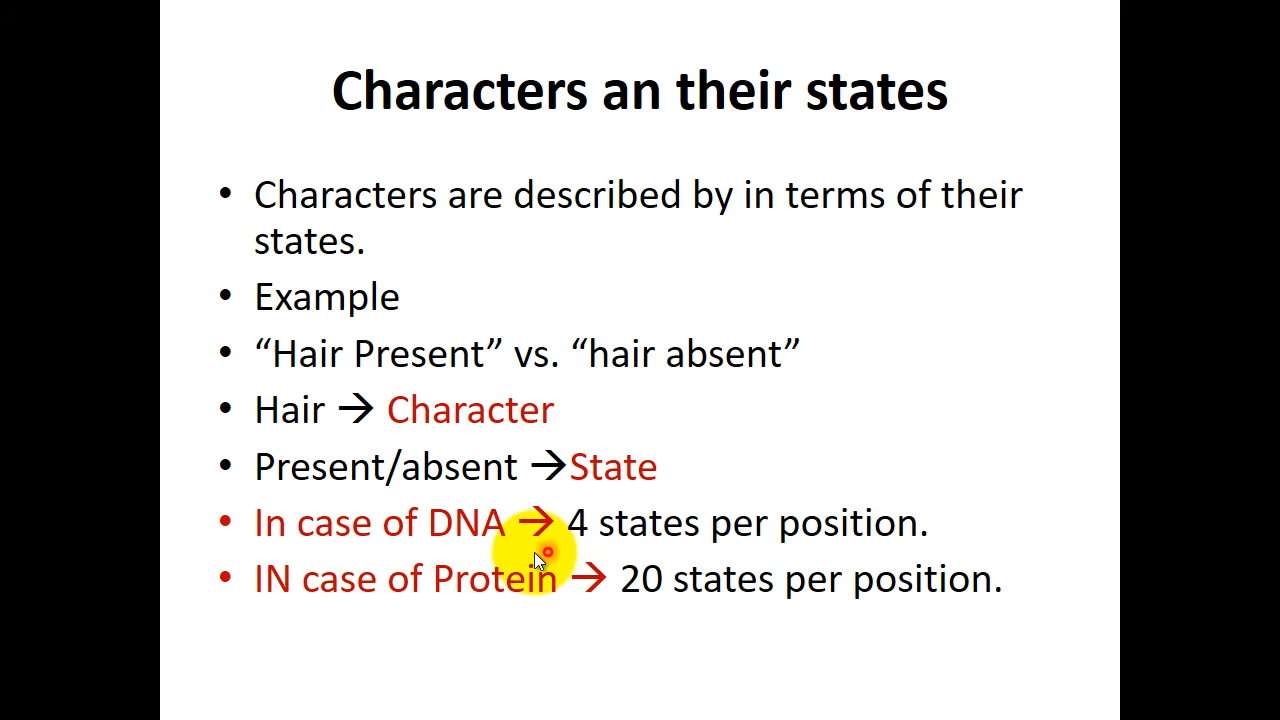 Characters an their states
• Characters are described by in terms of their
states.
• Example
• “Hair Present” vs. “hair absent”
• Hair → Character
• Present/absent →State
• In case of DNA → 4 states per position.
• IN case of Protein → 20 states per position.